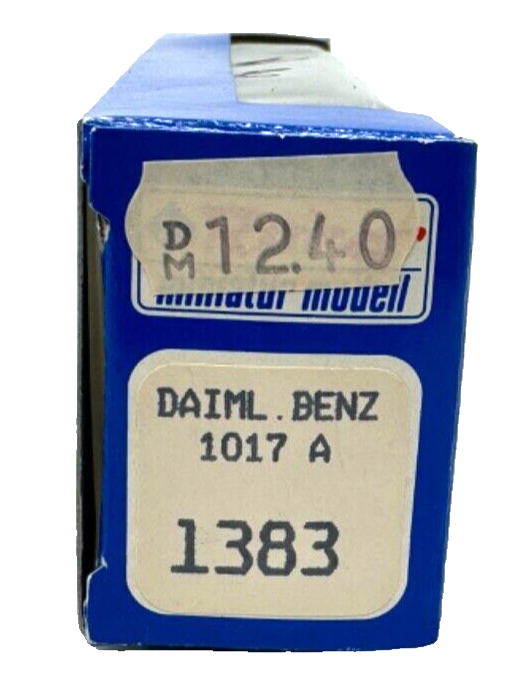 DM 12.40
miniatur modell
DAIML.BENZ
1017 A
1383